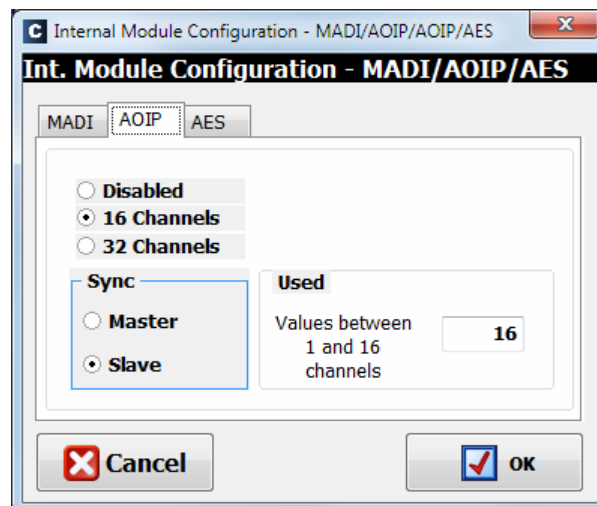 C Internal Module Configuration - MADI/AOIP/AOIP/AES
Int. Module Configuration - MADI/AOIP/AES
MADI AOIP AES
Disabled
16 Channels
32 Channels
Sync
Master
Slave
Used
Values between
1 and 16
channels
16
Cancel
OK